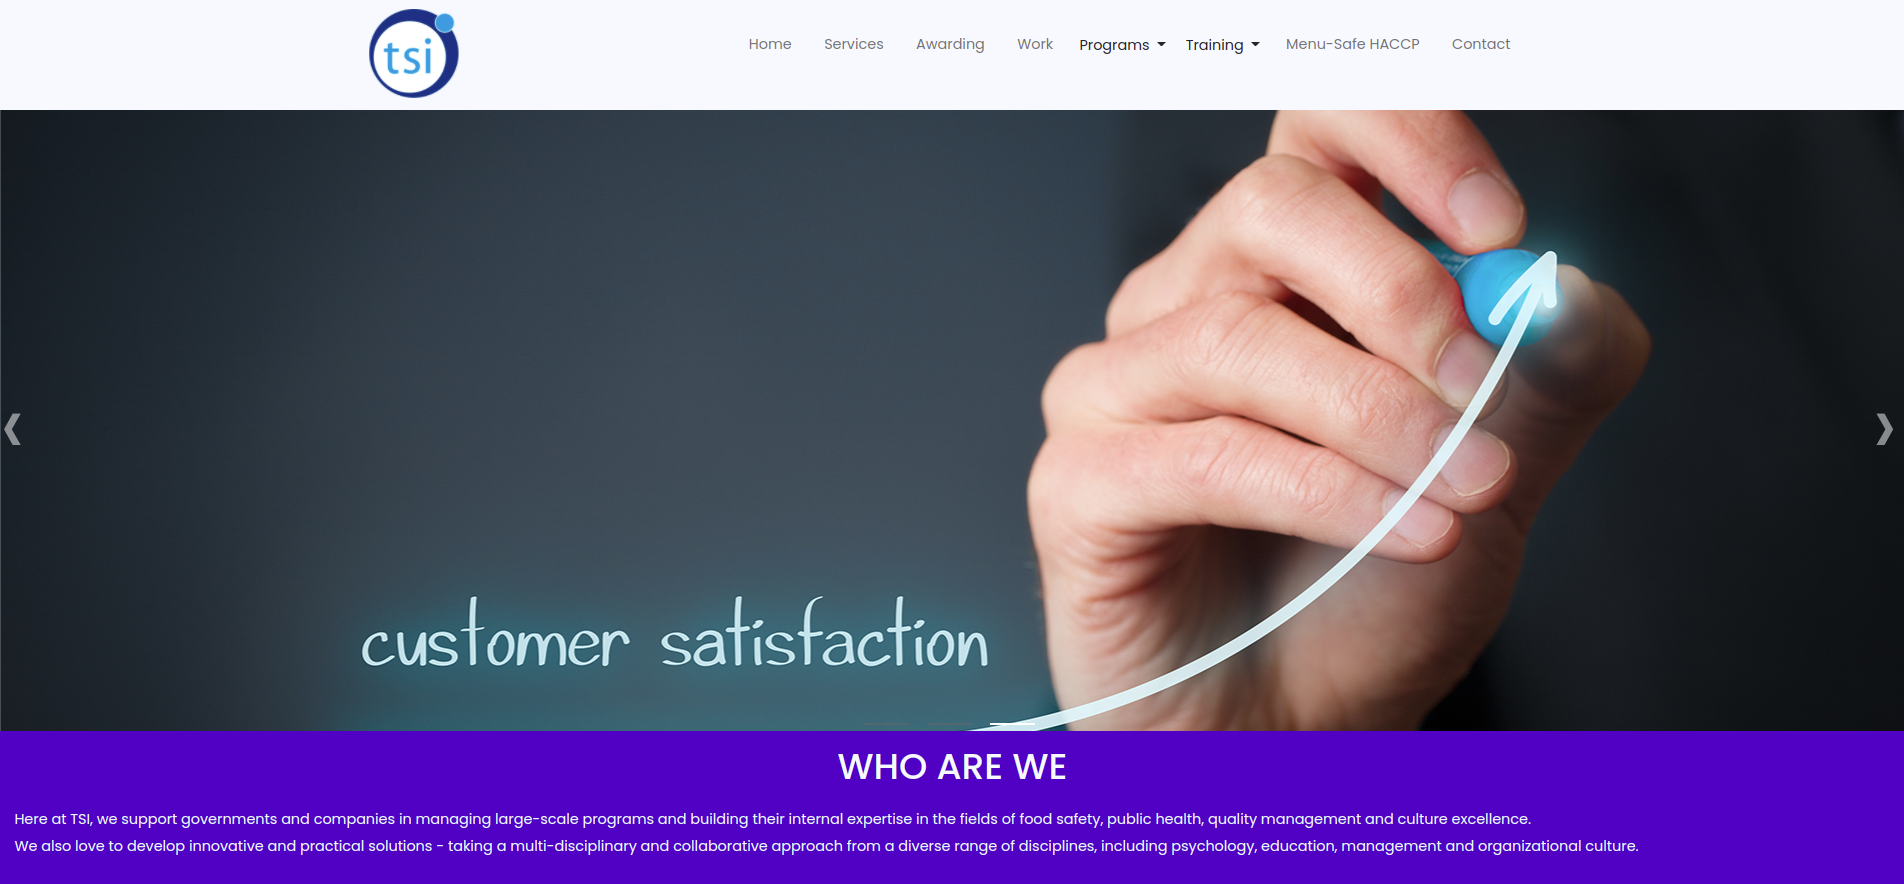 tsi
Home Services Awarding Work Programs Training Menu-Safe HACCP Contact
customer satisfaction
WHO ARE WE
Here at TSI, we support governments and companies in managing large-scale programs and building their internal expertise in the fields of food safety, public health, quality management and culture excellence.
We also love to develop innovative and practical solutions - taking a multi-disciplinary and collaborative approach from a diverse range of disciplines, including psychology, education, management and organizational culture.